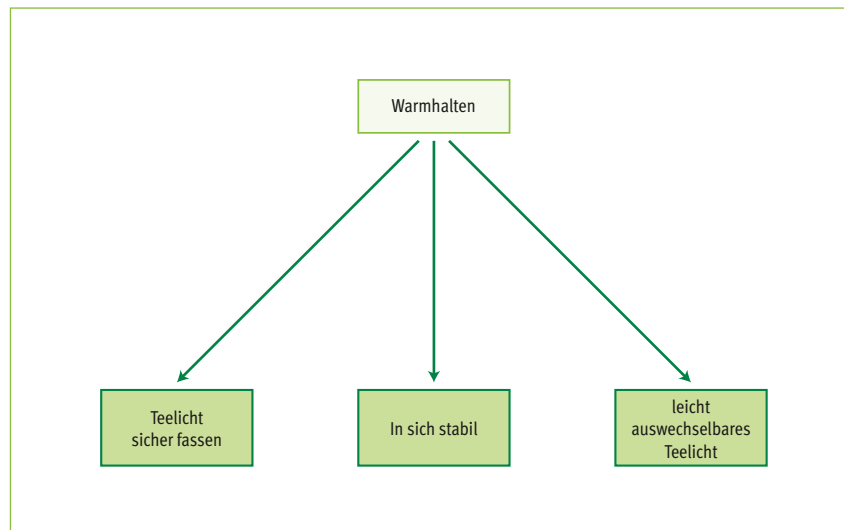 Warmhalten
Teelicht
sicher fassen
In sich stabil
leicht
auswechselbares
Teelicht